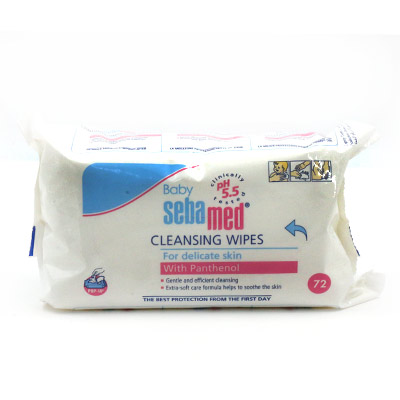 Baby
clinically
pH
5.5
tested
sebamed
CLEANSING WIPES
For delicate skin
With Panthenol
Gentle and efficient cleansing
Extra-soft care formula helps to soothe the skin
72
THE BEST PROTECTION FROM THE FIRST DAY